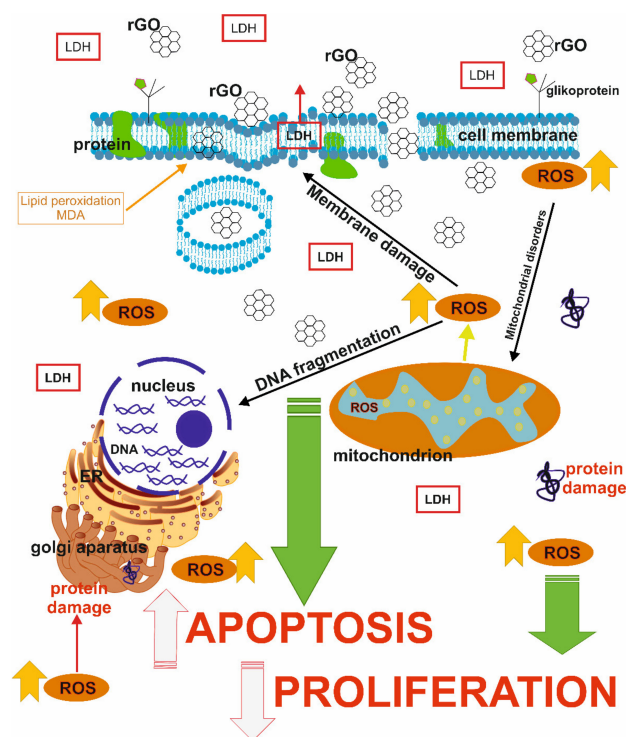 LDH
rGO
LDH
rGO
LDH
rGO
rGO
LDH
glikoprotein
protein
LDH
cell membrane
ROS
Lipid peroxidation
MDA
Membrane damage
Mitochondrial disorders
LDH
ROS
ROS
DNA fragmentation
LDH
nucleus
DNA
ROS
mitochondrion
ER
protein
damage
LDH
golgi aparatus
ROS
ROS
protein
damage
APOPTOSIS
ROS
PROLIFERATION